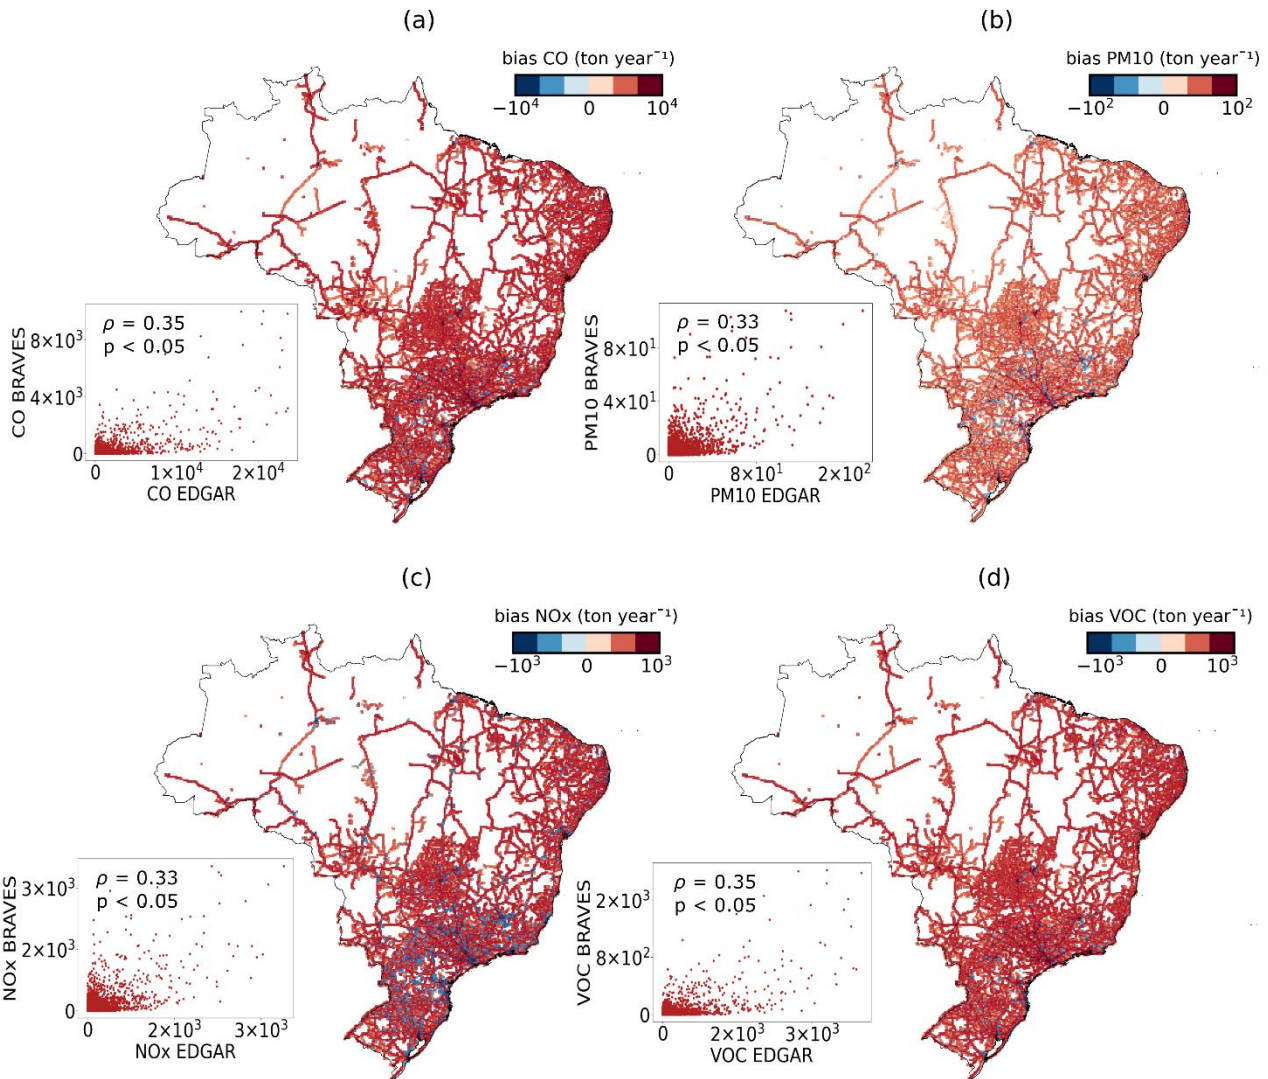 (a)
bias CO (ton year⁻¹)
−10⁴ 0 10⁴
ρ = 0.35
p < 0.05
CO BRAVES
8×10³
4×10³
0
0 1×10⁴ 2×10⁴
CO EDGAR
(b)
bias PM10 (ton year⁻¹)
−10² 0 10²
ρ = 0.33
p < 0.05
PM10 BRAVES
8×10¹
4×10¹
0
0 8×10¹ 2×10²
PM10 EDGAR
(c)
bias NOx (ton year⁻¹)
−10³ 0 10³
ρ = 0.33
p < 0.05
NOx BRAVES
3×10³
2×10³
0
0 2×10³ 3×10³
NOx EDGAR
(d)
bias VOC (ton year⁻¹)
−10³ 0 10³
ρ = 0.35
p < 0.05
VOC BRAVES
2×10³
8×10²
0
0 2×10³ 3×10³
VOC EDGAR